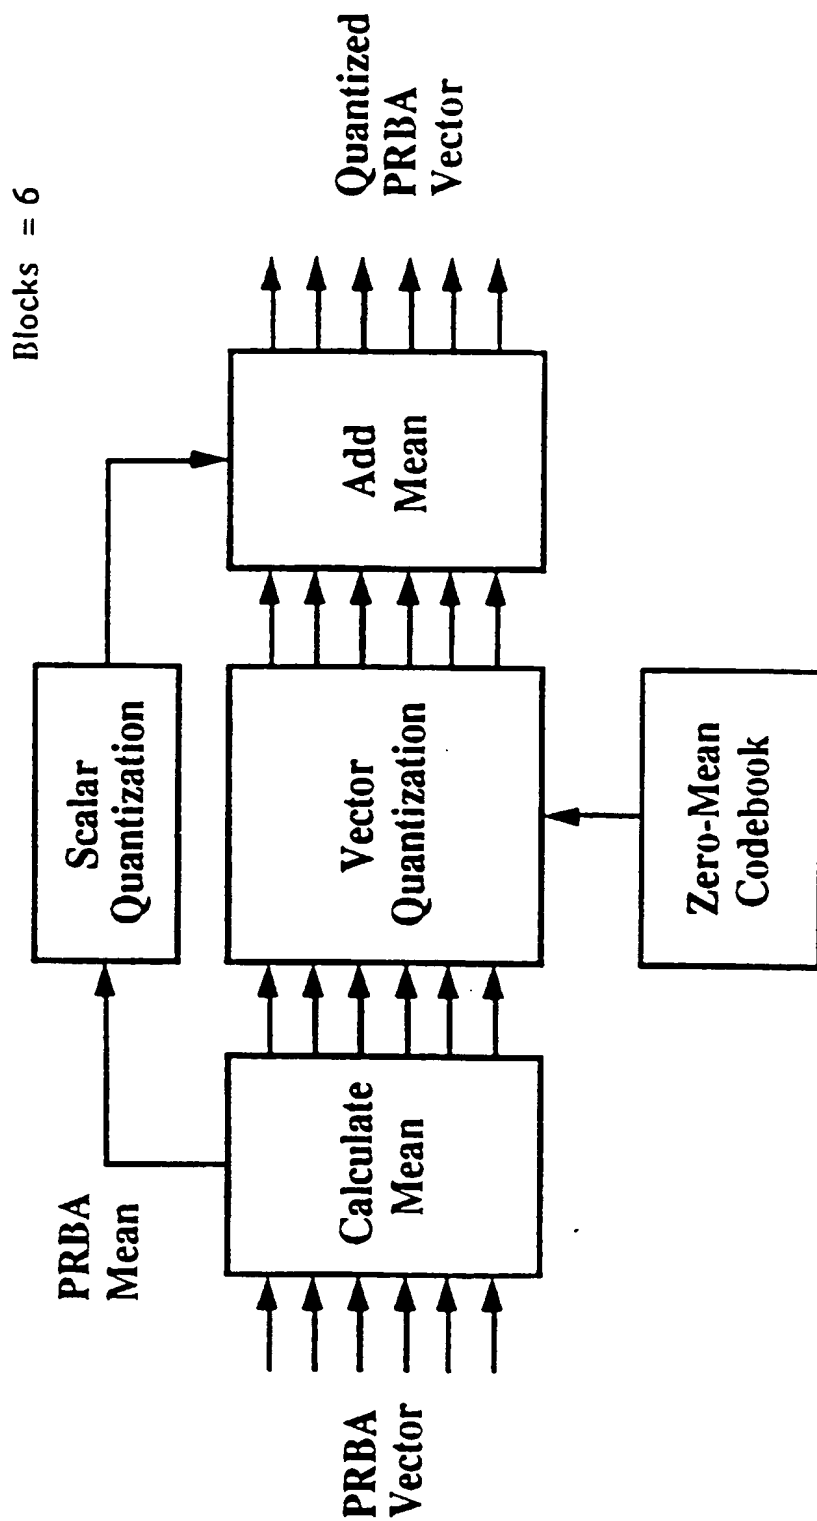 Blocks = 6
PRBA
Mean
Scalar
Quantization
PRBA
Vector
Calculate
Mean
Vector
Quantization
Add
Mean
Quantized
PRBA
Vector
Zero-Mean
Codebook